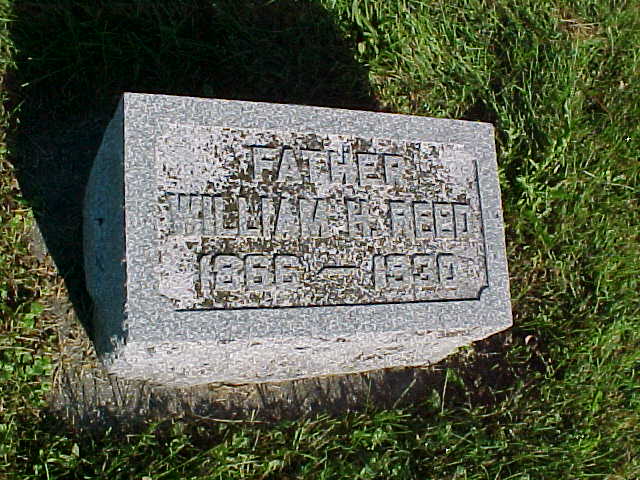 FATHER
WILLIAM H. REED
1866 — 1930